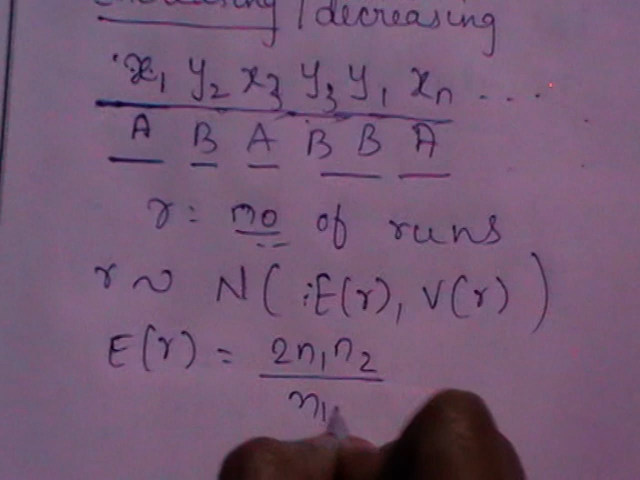 decreasing
x₁ y₂ x₃ y₃ y₁ xₙ ...
A B A B B A
r = no of runs
r ~ N( E(r), V(r) )
E(r) = 2n₁n₂
n₁